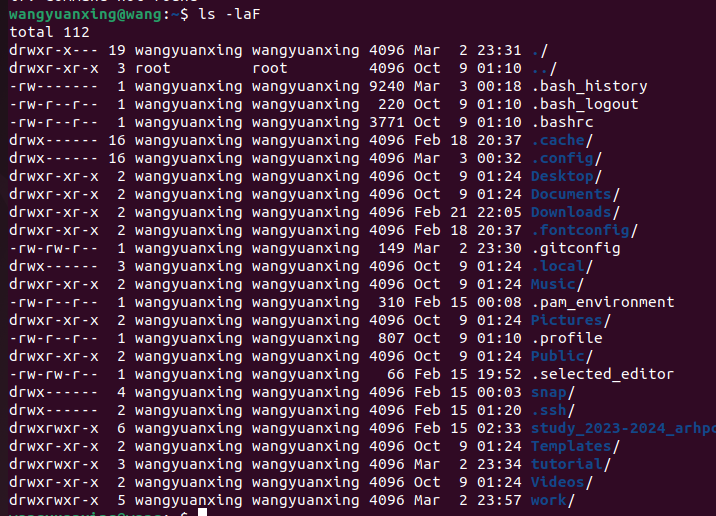 wangyuanxing@wang:~$ ls -laF
total 112
drwxr-x--- 19 wangyuanxing wangyuanxing 4096 Mar  2 23:31 ./
drwxr-xr-x  3 root         root         4096 Oct  9 01:10 ../
-rw-------  1 wangyuanxing wangyuanxing 9240 Mar  3 00:18 .bash_history
-rw-r--r--  1 wangyuanxing wangyuanxing  220 Oct  9 01:10 .bash_logout
-rw-r--r--  1 wangyuanxing wangyuanxing 3771 Oct  9 01:10 .bashrc
drwx------ 16 wangyuanxing wangyuanxing 4096 Feb 18 20:37 .cache/
drwx------ 16 wangyuanxing wangyuanxing 4096 Mar  3 00:32 .config/
drwxr-xr-x  2 wangyuanxing wangyuanxing 4096 Oct  9 01:24 Desktop/
drwxr-xr-x  2 wangyuanxing wangyuanxing 4096 Oct  9 01:24 Documents/
drwxr-xr-x  2 wangyuanxing wangyuanxing 4096 Feb 21 22:05 Downloads/
drwxr-xr-x  2 wangyuanxing wangyuanxing 4096 Feb 18 20:37 .fontconfig/
-rw-rw-r--  1 wangyuanxing wangyuanxing  149 Mar  2 23:30 .gitconfig
drwx------  3 wangyuanxing wangyuanxing 4096 Oct  9 01:24 .local/
drwxr-xr-x  2 wangyuanxing wangyuanxing 4096 Oct  9 01:24 Music/
-rw-r--r--  1 wangyuanxing wangyuanxing  310 Feb 15 00:08 .pam_environment
drwxr-xr-x  2 wangyuanxing wangyuanxing 4096 Oct  9 01:24 Pictures/
-rw-r--r--  1 wangyuanxing wangyuanxing  807 Oct  9 01:10 .profile
drwxr-xr-x  2 wangyuanxing wangyuanxing 4096 Oct  9 01:24 Public/
-rw-rw-r--  1 wangyuanxing wangyuanxing   66 Feb 15 19:52 .selected_editor
drwx------  4 wangyuanxing wangyuanxing 4096 Feb 15 00:03 snap/
drwx------  2 wangyuanxing wangyuanxing 4096 Feb 15 01:20 .ssh/
drwxrwxr-x  6 wangyuanxing wangyuanxing 4096 Feb 15 02:33 study_2023-2024_arhpc
drwxr-xr-x  2 wangyuanxing wangyuanxing 4096 Oct  9 01:24 Templates/
drwxrwxr-x  3 wangyuanxing wangyuanxing 4096 Mar  2 23:34 tutorial/
drwxr-xr-x  2 wangyuanxing wangyuanxing 4096 Oct  9 01:24 Videos/
drwxrwxr-x  5 wangyuanxing wangyuanxing 4096 Mar  2 23:57 work/